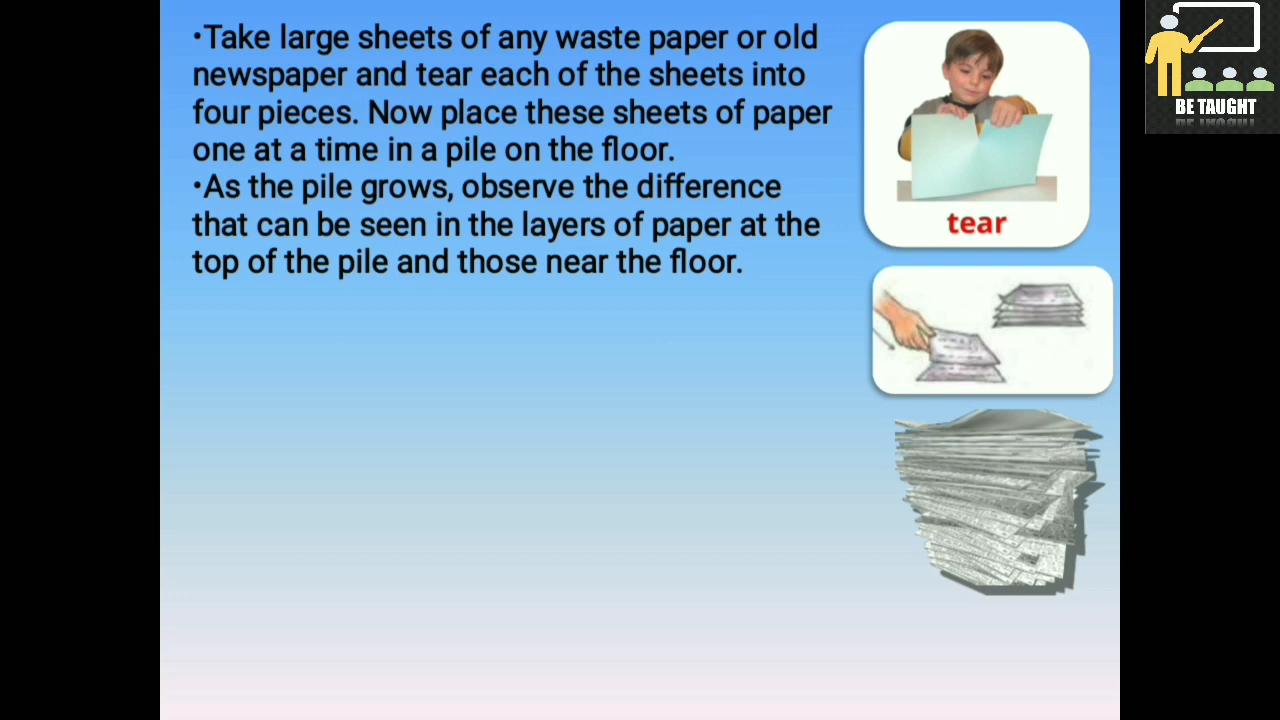 •Take large sheets of any waste paper or old
newspaper and tear each of the sheets into
four pieces. Now place these sheets of paper
one at a time in a pile on the floor.
•As the pile grows, observe the difference
that can be seen in the layers of paper at the
top of the pile and those near the floor.
tear
BE TAUGHT